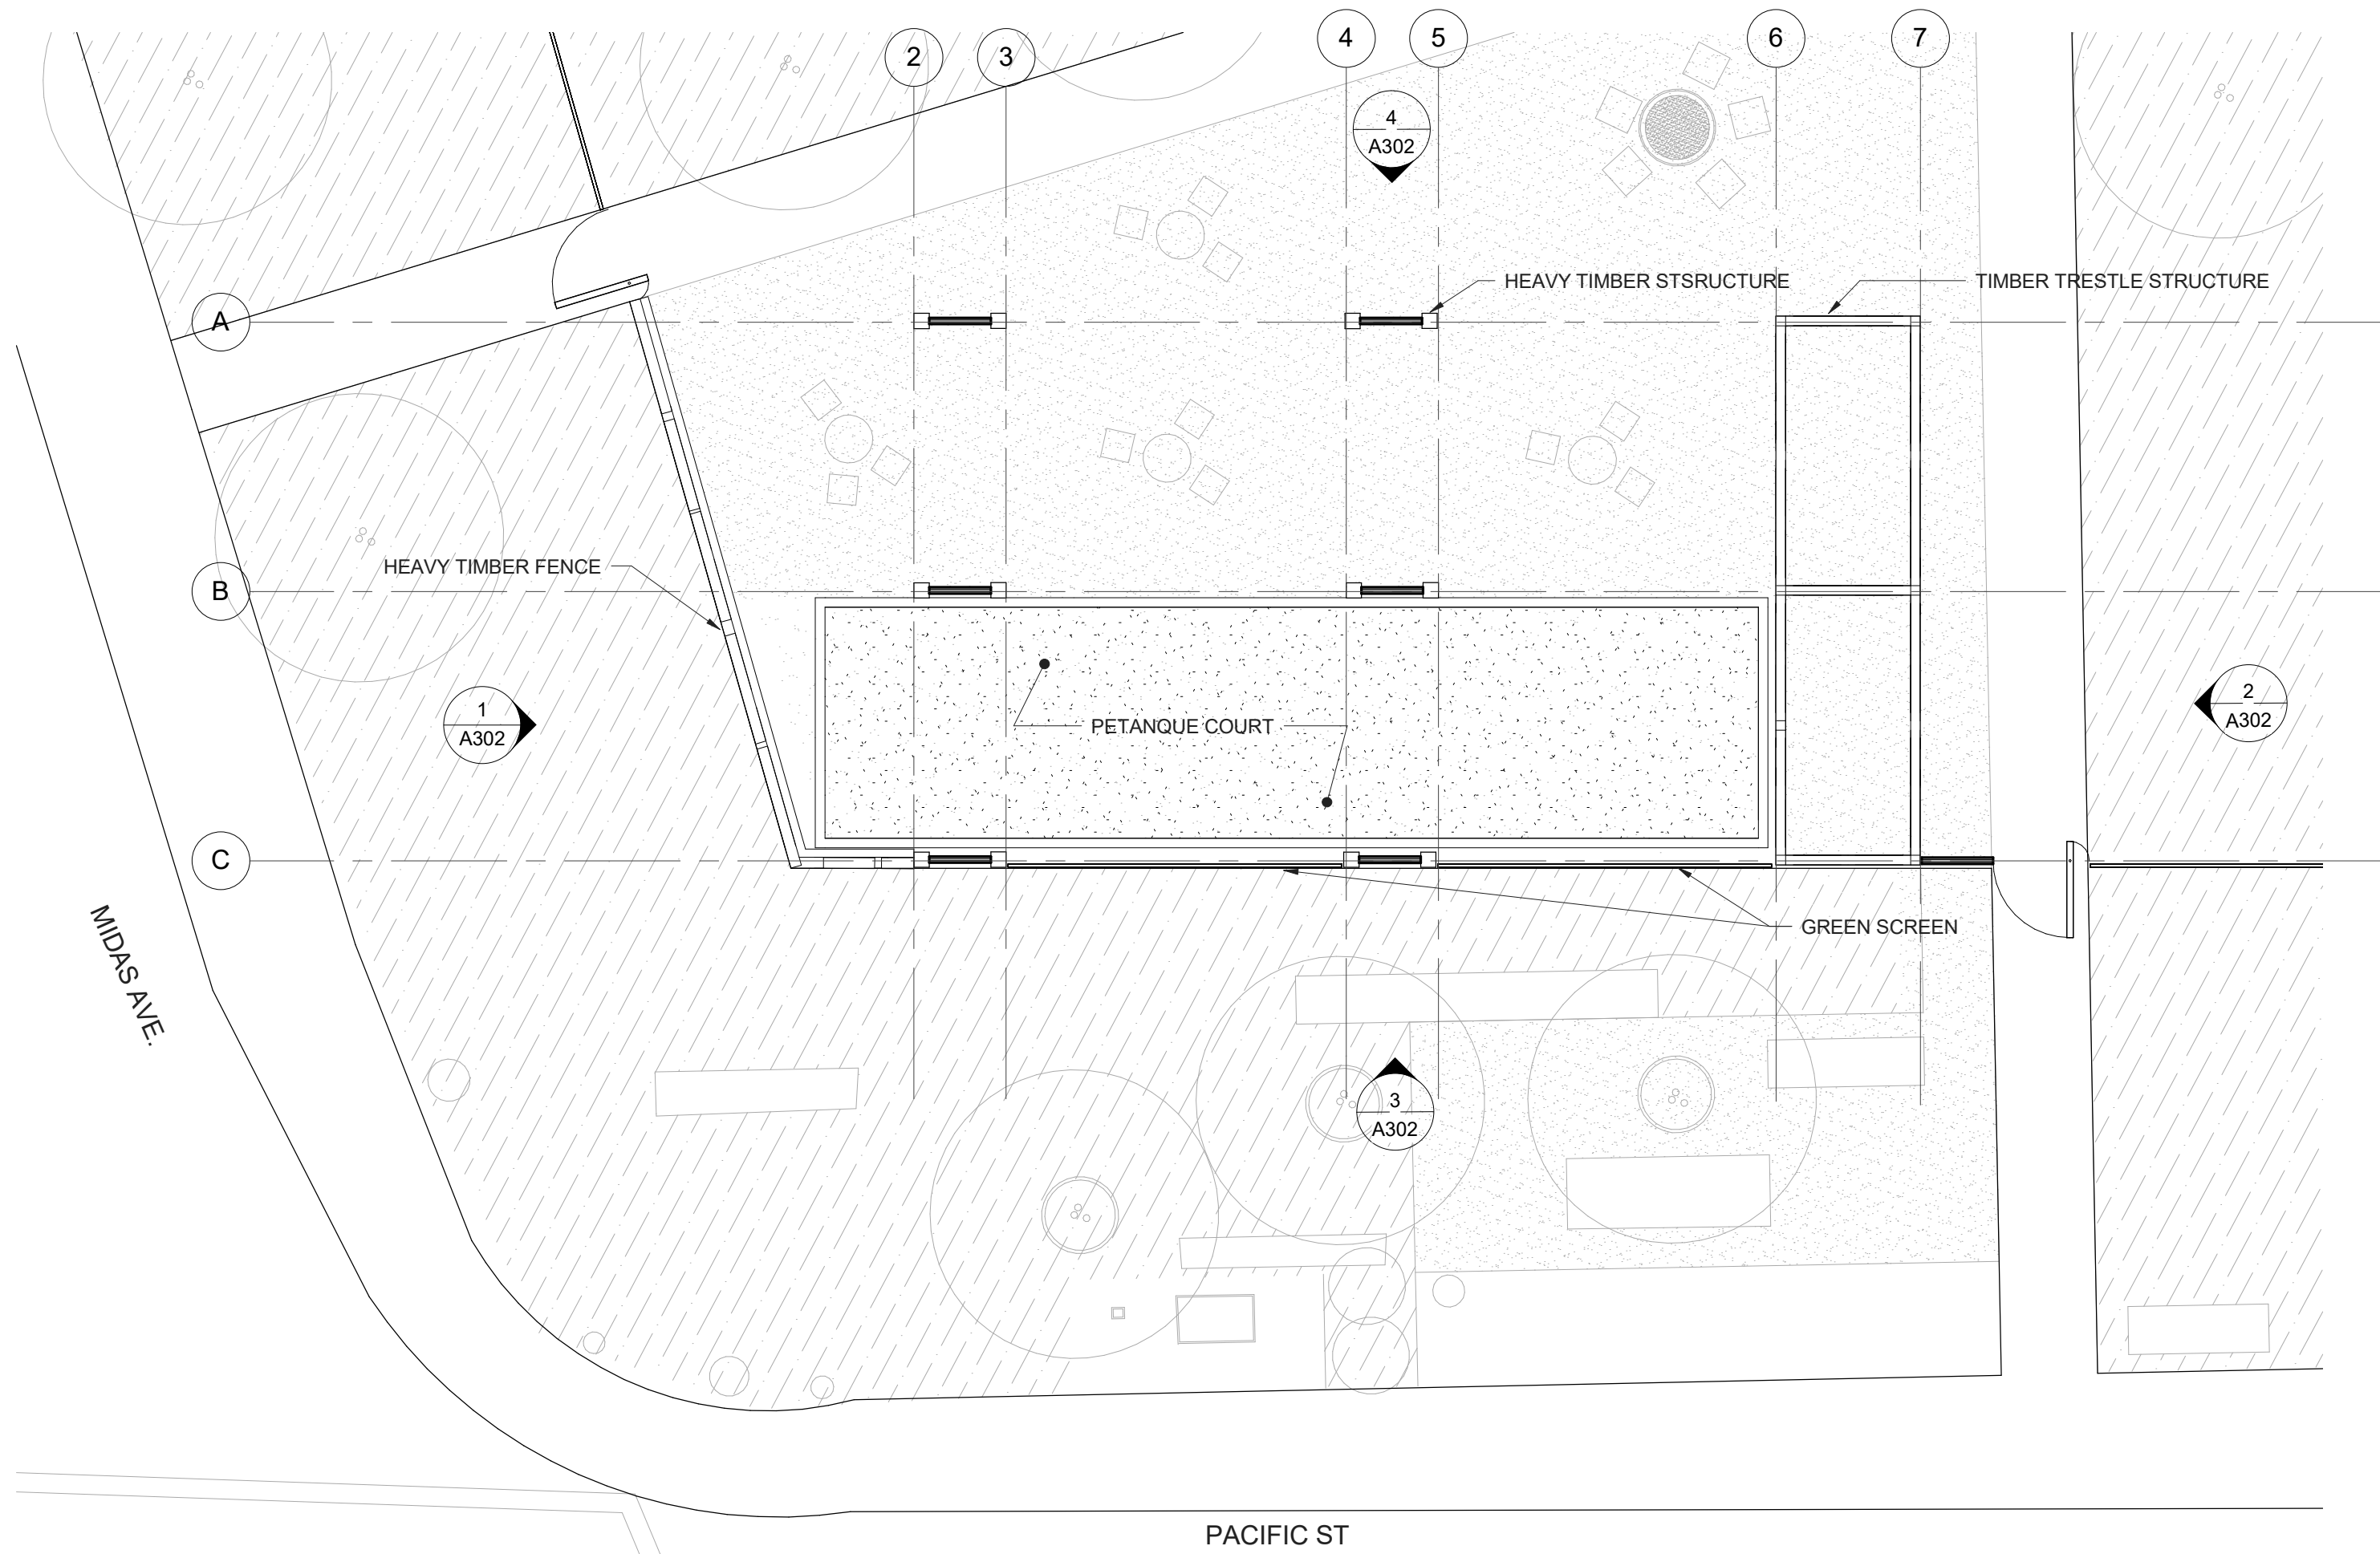 4
5
6
7
2
3
4
A302
HEAVY TIMBER STSRUCTURE
TIMBER TRESTLE STRUCTURE
A
HEAVY TIMBER FENCE
B
1
A302
2
A302
PETANQUE COURT
C
GREEN SCREEN
MIDAS AVE.
3
A302
PACIFIC ST